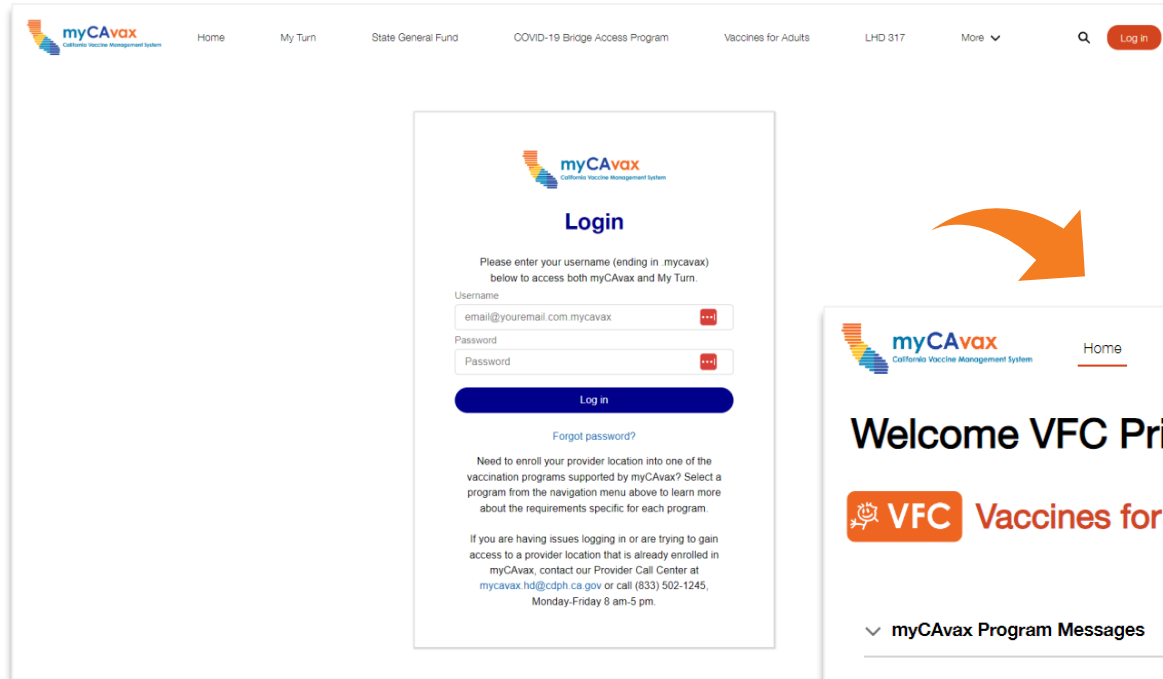 myCAvax
California Vaccine Management System
Home
My Turn
State General Fund
COVID-19 Bridge Access Program
Vaccines for Adults
LHD 317
More
Log in
myCAvax
California Vaccine Management System
Login
Please enter your username (ending in .mycavax)
below to access both myCAvax and My Turn.
Username
email@youremail.com.mycavax
Password
Password
Log in
Forgot password?
Need to enroll your provider location into one of the
vaccination programs supported by myCAvax? Select a
program from the navigation menu above to learn more
about the requirements specific for each program.
If you are having issues logging in or are trying to gain
access to a provider location that is already enrolled in
myCAvax, contact our Provider Call Center at
mycavax.hd@cdph.ca.gov or call (833) 502-1245,
Monday-Friday 8 am-5 pm.
myCAvax
California Vaccine Management System
Home
Welcome VFC Pri
VFC
Vaccines for
myCAvax Program Messages